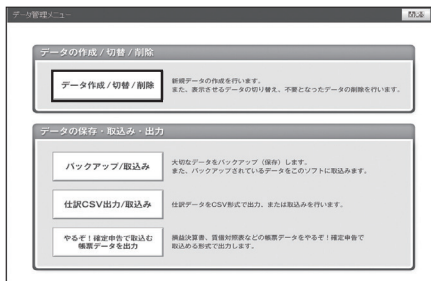 データ管理メニュー
閉じる
データの作成/切替/削除
データ作成/切替/削除
新規データの作成を行います。
また、表示させるデータの切り替え、不要となったデータの削除を行います。
データの保存・取込み・出力
バックアップ/取込み
大切なデータをバックアップ（保存）します。
また、バックアップされているデータをこのソフトに取込みます。
仕訳CSV出力/取込み
仕訳データをCSV形式で出力、または取込みを行います。
やるぞ！確定申告で取込む
帳票データを出力
損益決算書、貸借対照表などの帳票データをやるぞ！確定申告で
取込める形式で出力します。